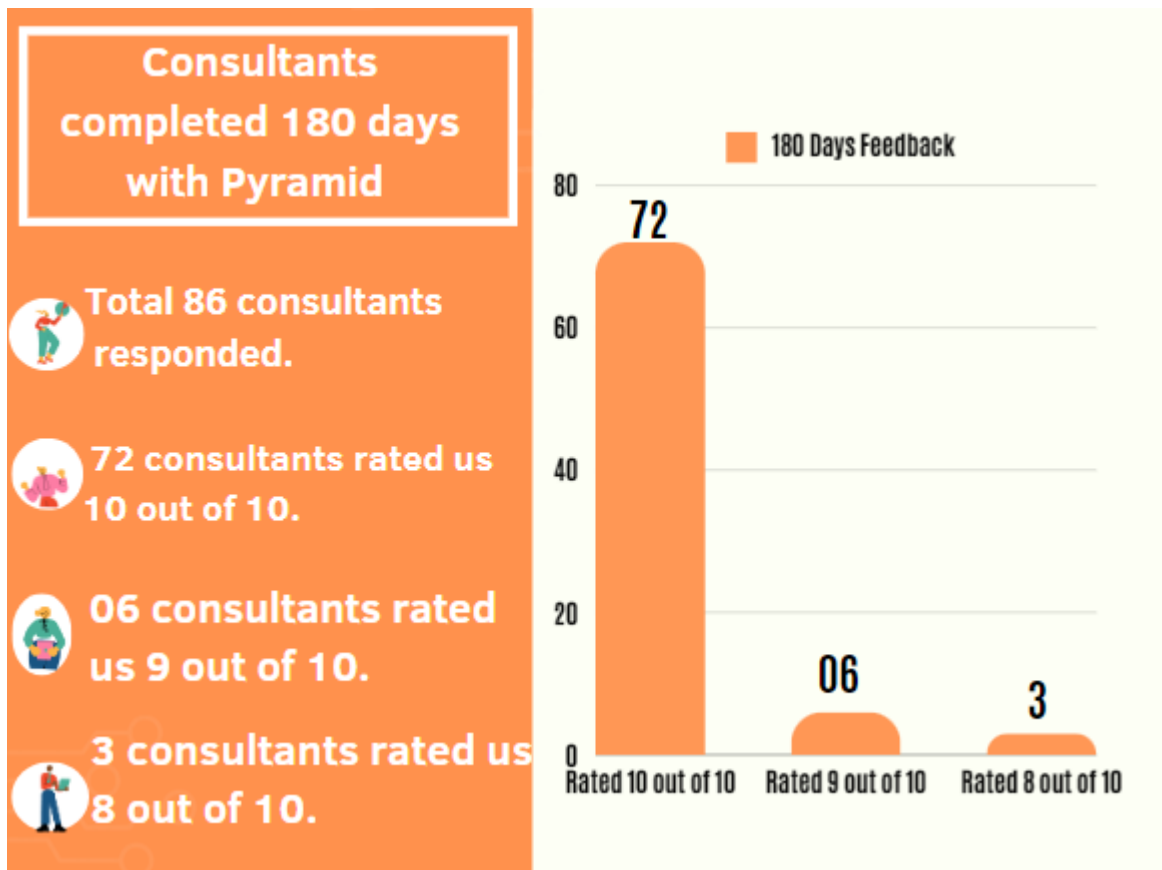 Consultants
completed 180 days
with Pyramid
Total 86 consultants
responded.
72 consultants rated us
10 out of 10.
06 consultants rated
us 9 out of 10.
3 consultants rated us
8 out of 10.
180 Days Feedback
80
72
60
40
20
06
3
0
Rated 10 out of 10 Rated 9 out of 10 Rated 8 out of 10